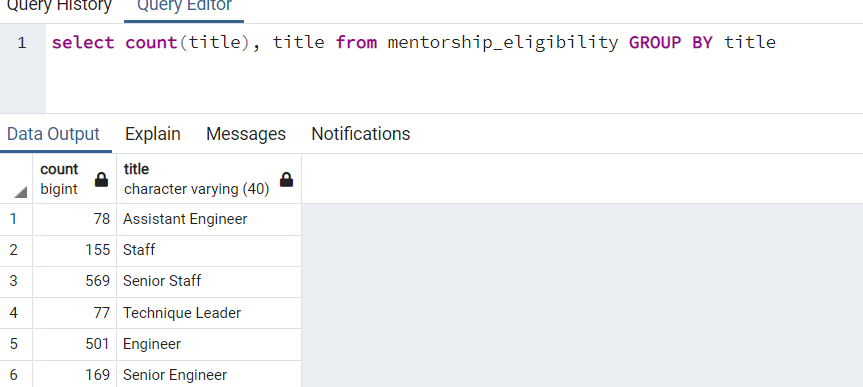 Query History Query Editor
1 select count(title), title from mentorship_eligibility GROUP BY title
Data Output Explain Messages Notifications
count title
bigint character varying (40)
1 78 Assistant Engineer
2 155 Staff
3 569 Senior Staff
4 77 Technique Leader
5 501 Engineer
6 169 Senior Engineer